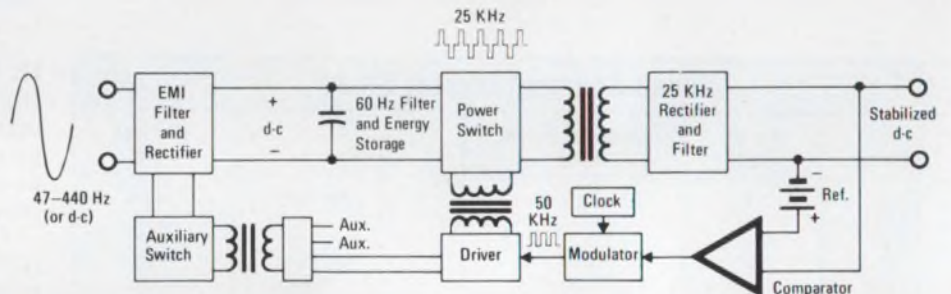 25 KHz
EMI
Filter
and
Rectifier
+
d-c
−
60 Hz Filter
and Energy
Storage
Power
Switch
25 KHz
Rectifier
and
Filter
Stabilized
d-c
47–440 Hz
(or d-c)
−
Ref.
+
Auxiliary
Switch
Aux.
Aux.
50
KHz
Driver
Clock
Modulator
Comparator